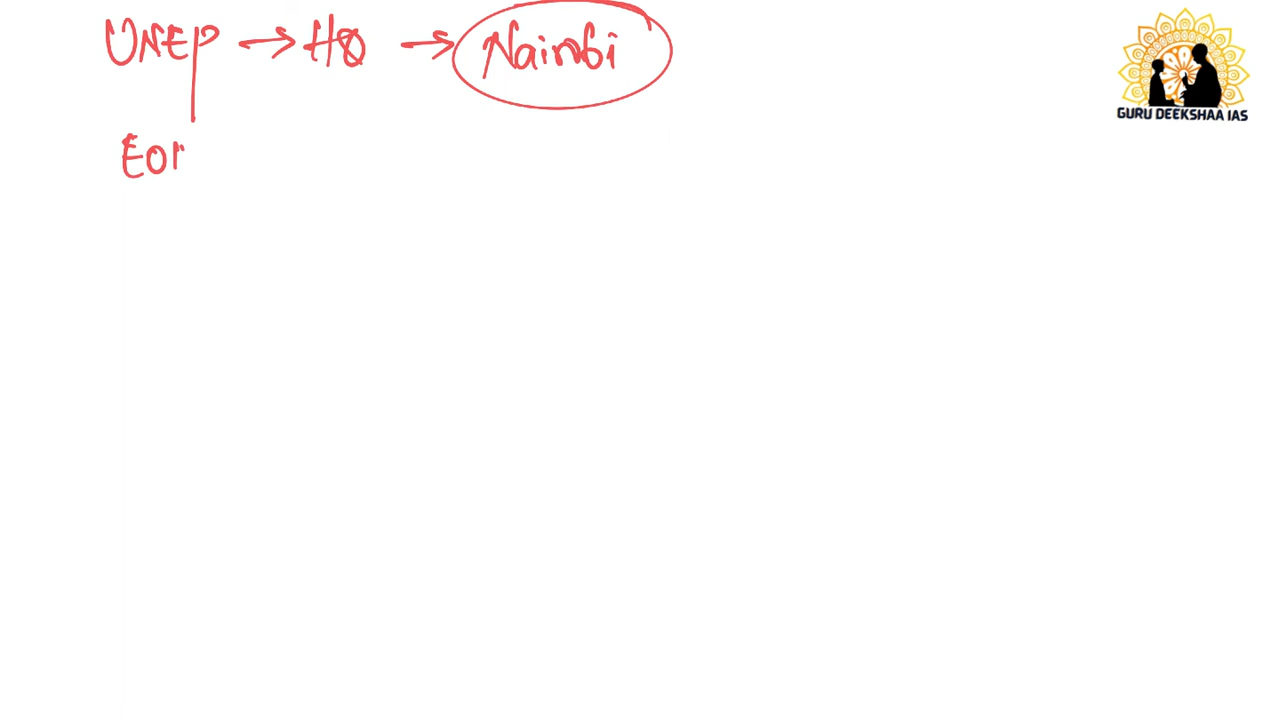 UNEP → HQ → Nairobi
GURU DEEKSHAA IAS
Eor